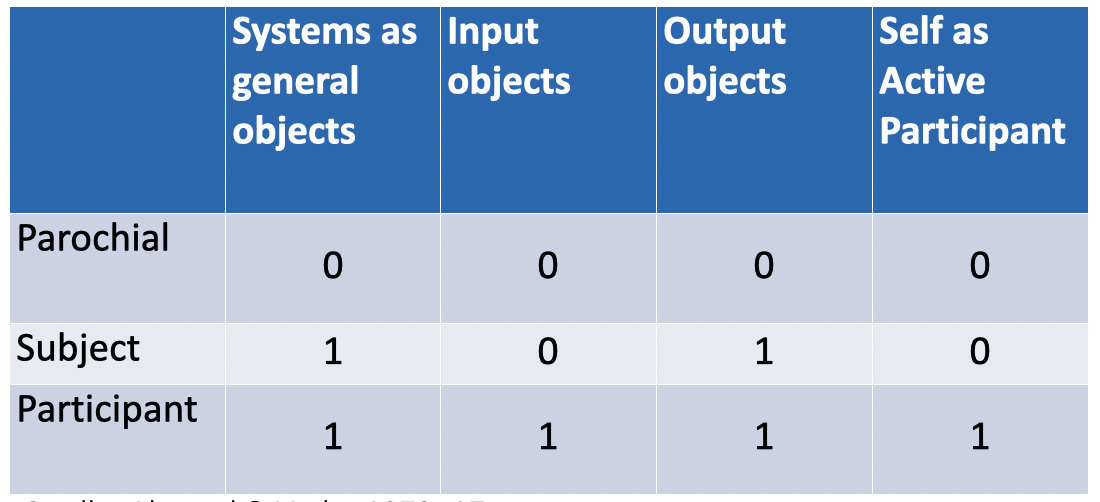 Systems as general objects
Input objects
Output objects
Self as Active Participant
Parochial 0 0 0 0
Subject 1 0 1 0
Participant 1 1 1 1